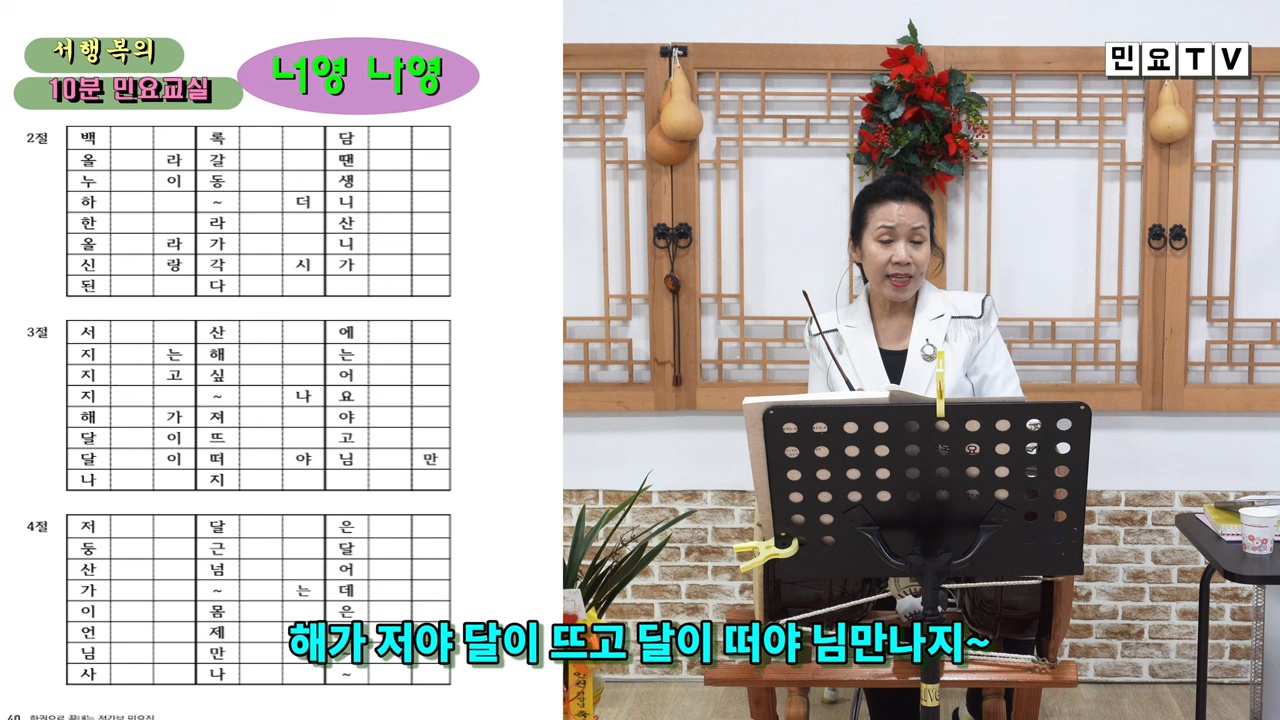 서행복의
10분 민요교실
너영 나영
민요TV
2절
백 록 담
올 라 갈 땐
누 이 동 생
하 ~ 더 니
한 라 산
올 라 가 니
신 랑 각 시 가
된 다
3절
서 산 에
지 는 해 는
지 고 싶 어
지 ~ 나 요
해 가 져 야
달 이 뜨 고
달 이 떠 야 님 만
나 지
4절
저 달 은
둥 근 달
산 넘 어
가 ~ 는 데
이 몸 은
언 제
님 만
사 나 ~
해가 저야 달이 뜨고 달이 떠야 님만나지~